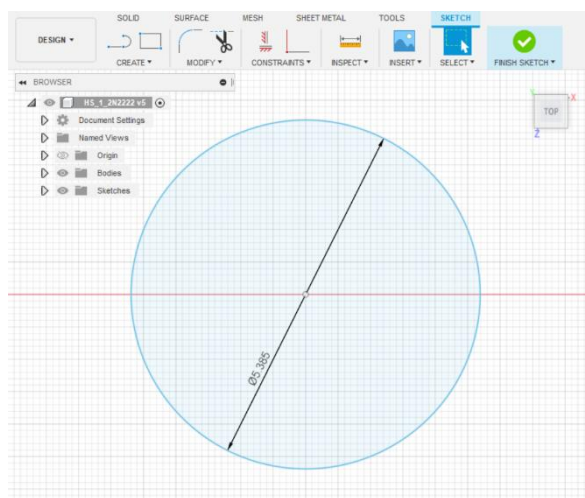 SOLID SURFACE MESH SHEET METAL TOOLS SKETCH
DESIGN ▾
CREATE ▾ MODIFY ▾ CONSTRAINTS ▾ INSPECT ▾ INSERT ▾ SELECT ▾ FINISH SKETCH ▾
BROWSER
HS_1_2N2222 v5
Document Settings
Named Views
Origin
Bodies
Sketches
TOP
X
Z
Ø5.385